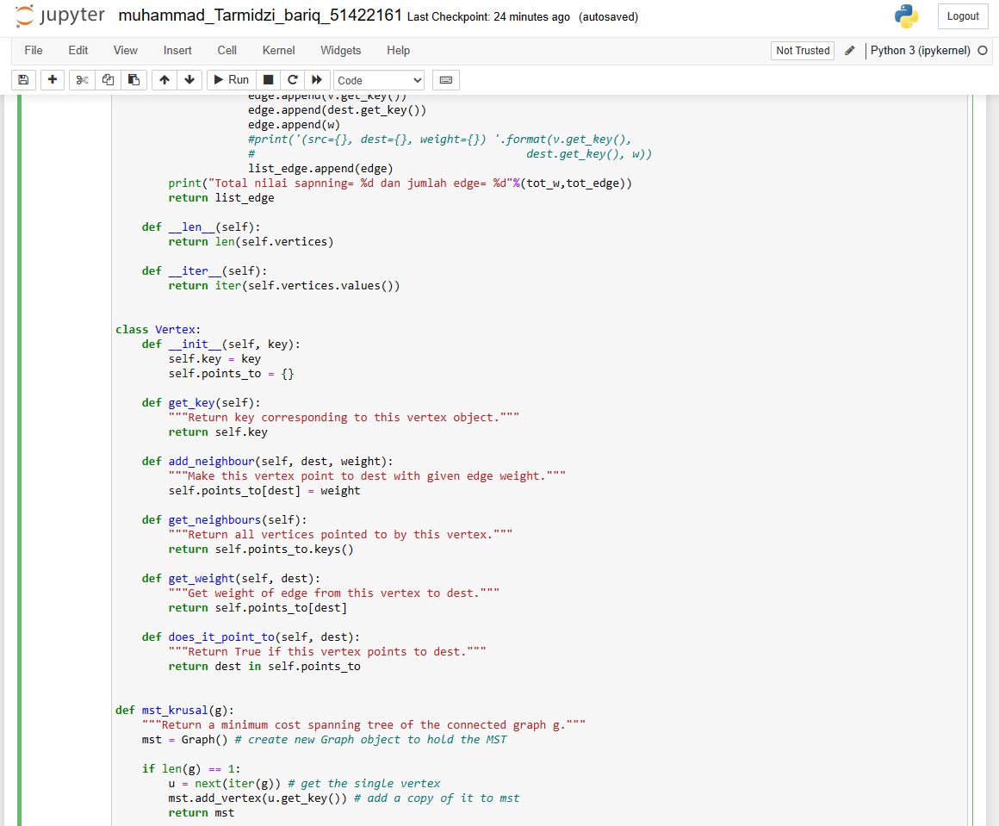 jupyter muhammad_Tarmidzi_bariq_51422161 Last Checkpoint: 24 minutes ago (autosaved)
Logout
File Edit View Insert Cell Kernel Widgets Help
Not Trusted Python 3 (ipykernel)
Run Code
                    edge.append(v.get_key())
                    edge.append(dest.get_key())
                    edge.append(w)
                    #print('(src={}, dest={}, weight={}) '.format(v.get_key(),
                    #                                         dest.get_key(), w))
                    list_edge.append(edge)
        print("Total nilai sapnning= %d dan jumlah edge= %d"%(tot_w,tot_edge))
        return list_edge

    def __len__(self):
        return len(self.vertices)

    def __iter__(self):
        return iter(self.vertices.values())


class Vertex:
    def __init__(self, key):
        self.key = key
        self.points_to = {}

    def get_key(self):
        """Return key corresponding to this vertex object."""
        return self.key

    def add_neighbour(self, dest, weight):
        """Make this vertex point to dest with given edge weight."""
        self.points_to[dest] = weight

    def get_neighbours(self):
        """Return all vertices pointed to by this vertex."""
        return self.points_to.keys()

    def get_weight(self, dest):
        """Get weight of edge from this vertex to dest."""
        return self.points_to[dest]

    def does_it_point_to(self, dest):
        """Return True if this vertex points to dest."""
        return dest in self.points_to


def mst_krusal(g):
    """Return a minimum cost spanning tree of the connected graph g."""
    mst = Graph() # create new Graph object to hold the MST

    if len(g) == 1:
        u = next(iter(g)) # get the single vertex
        mst.add_vertex(u.get_key()) # add a copy of it to mst
        return mst